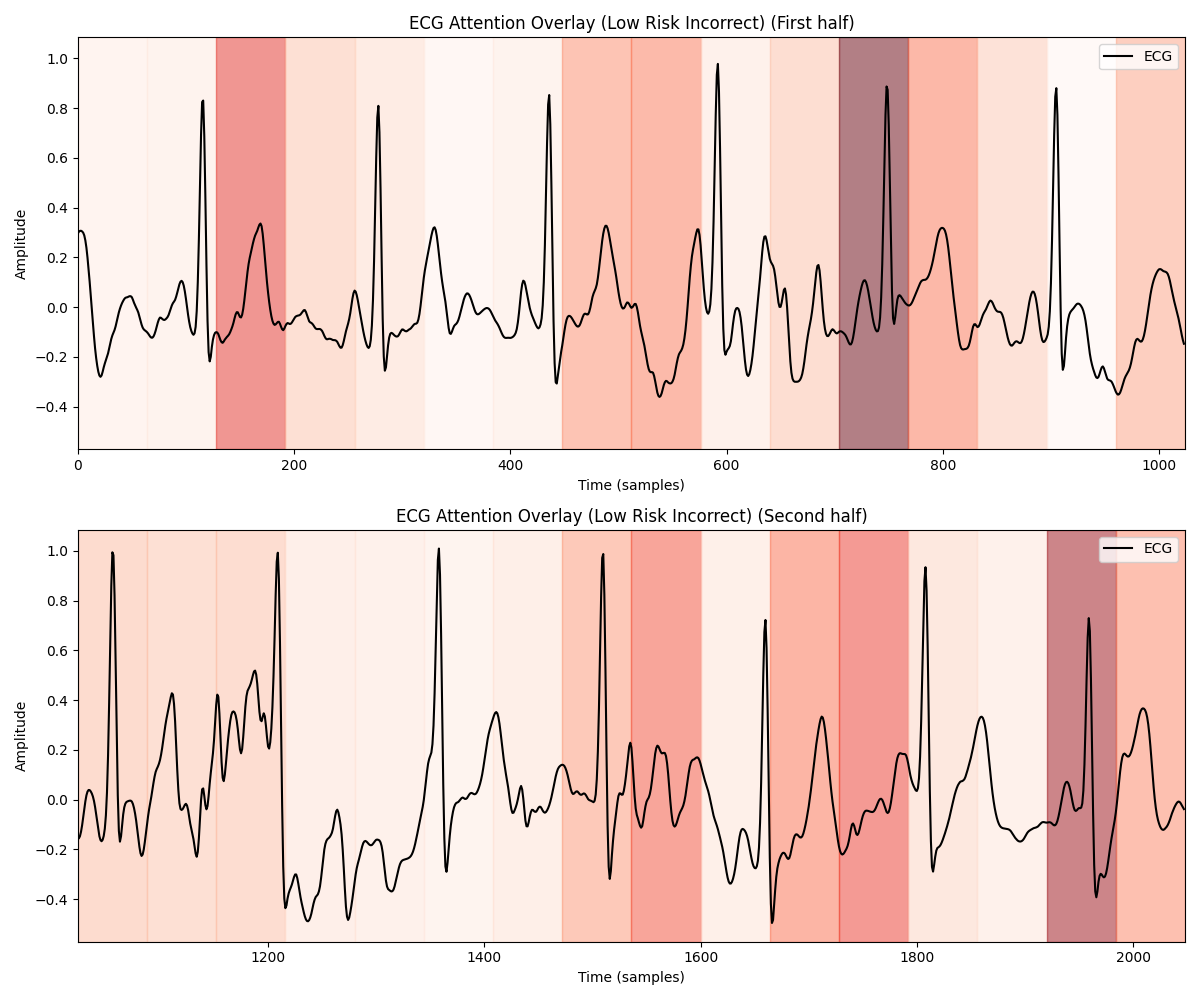 ECG Attention Overlay (Low Risk Incorrect) (First half)
ECG
Amplitude
1.0
0.8
0.6
0.4
0.2
0.0
−0.2
−0.4
0 200 400 600 800 1000
Time (samples)
ECG Attention Overlay (Low Risk Incorrect) (Second half)
ECG
Amplitude
1.0
0.8
0.6
0.4
0.2
0.0
−0.2
−0.4
1200 1400 1600 1800 2000
Time (samples)